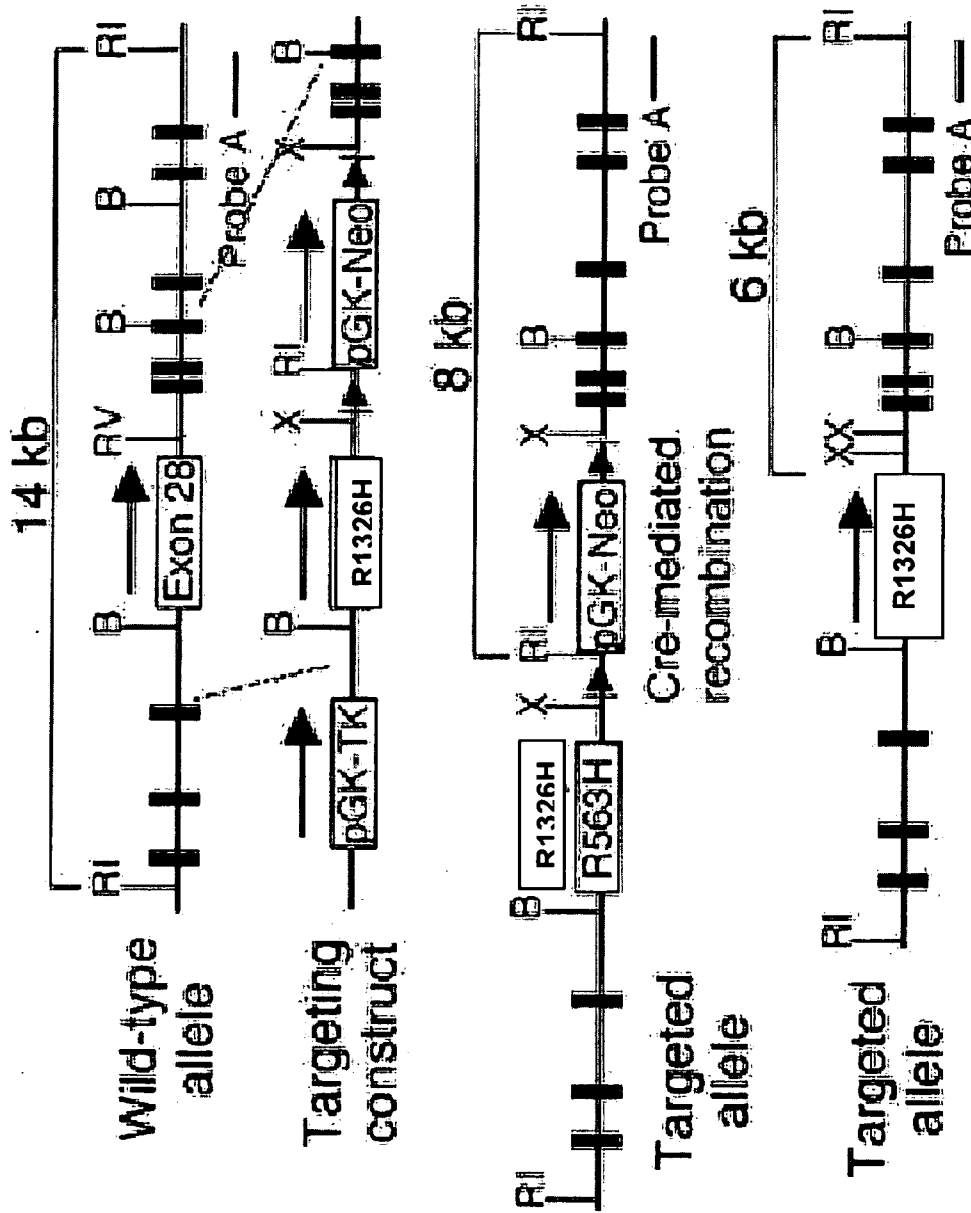 14 kb
RI
B
RV
B
B
RI
Wild-type
allele
Exon 28
Probe A
Targeting
construct
pGK-TK
B
R1326H
X
RI
pGK-Neo
X
B
8 kb
RI
B
R1326H
R563H
X
RI
pGK-Neo
X
B
RI
Targeted
allele
Cre-mediated
recombination
Probe A
6 kb
RI
B
R1326H
XX
B
RI
Targeted
allele
Probe A